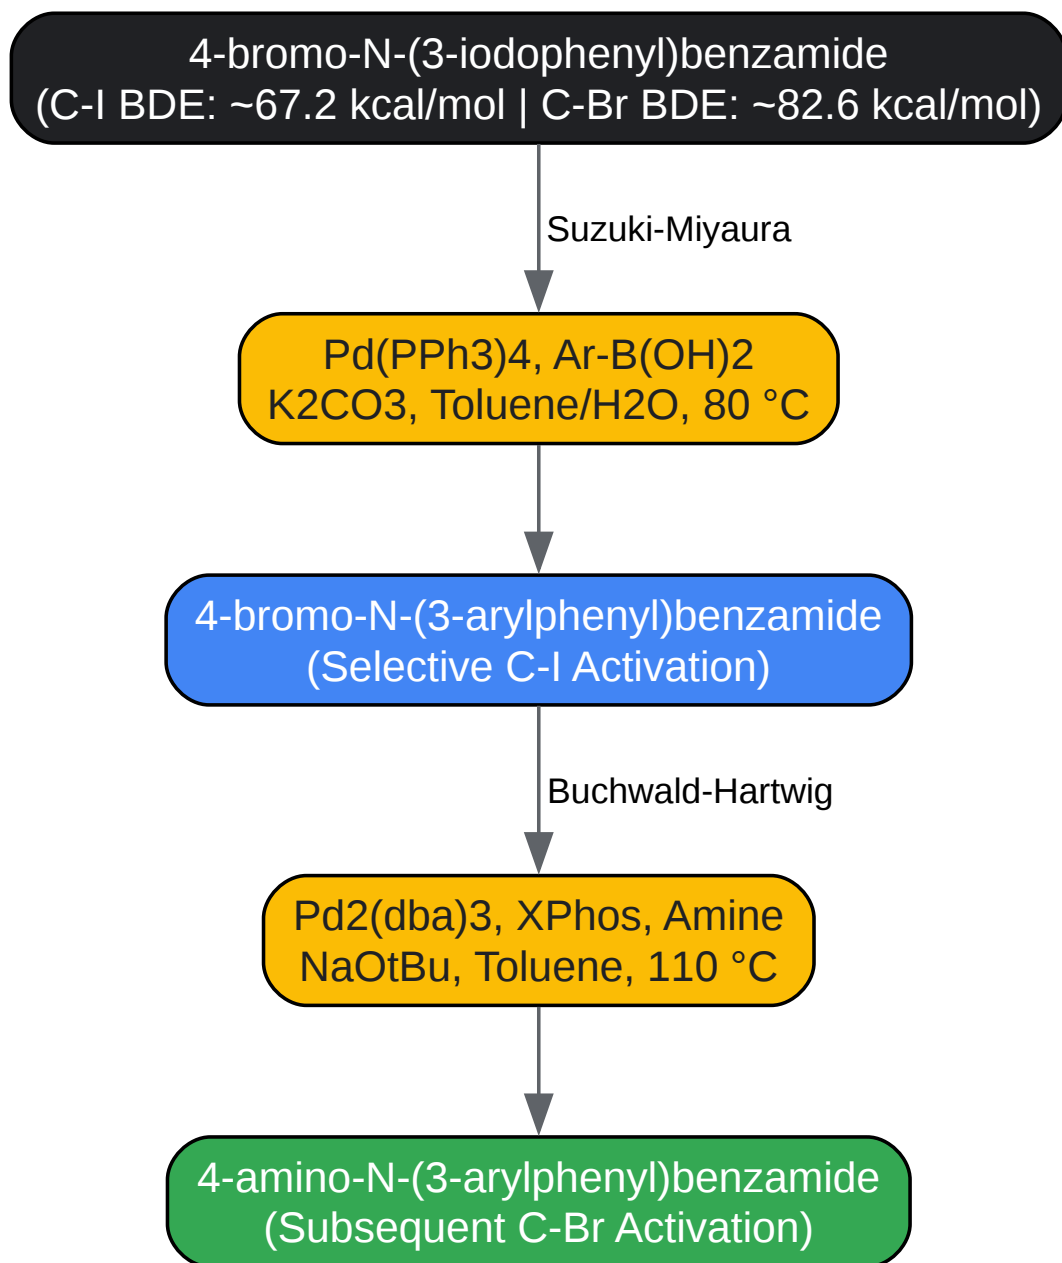 4-bromo-N-(3-iodophenyl)benzamide
(C-I BDE: ~67.2 kcal/mol | C-Br BDE: ~82.6 kcal/mol)
Suzuki-Miyaura
Pd(PPh3)4, Ar-B(OH)2
K2CO3, Toluene/H2O, 80 °C
4-bromo-N-(3-arylphenyl)benzamide
(Selective C-I Activation)
Buchwald-Hartwig
Pd2(dba)3, XPhos, Amine
NaOtBu, Toluene, 110 °C
4-amino-N-(3-arylphenyl)benzamide
(Subsequent C-Br Activation)